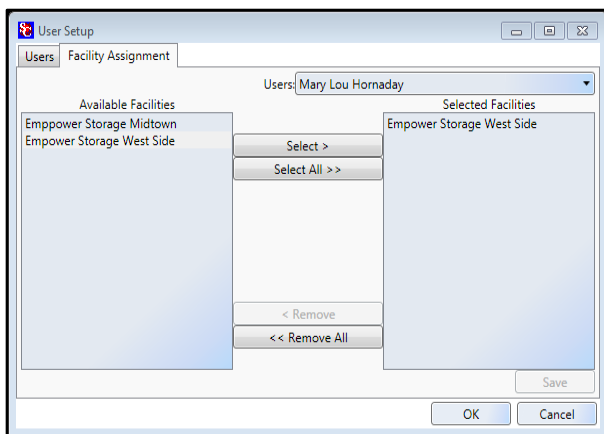 User Setup
Users Facility Assignment
Users: Mary Lou Hornaday
Available Facilities
Selected Facilities
Emppower Storage Midtown
Empower Storage West Side
Empower Storage West Side
Select >
Select All >>
< Remove
<< Remove All
Save
OK Cancel